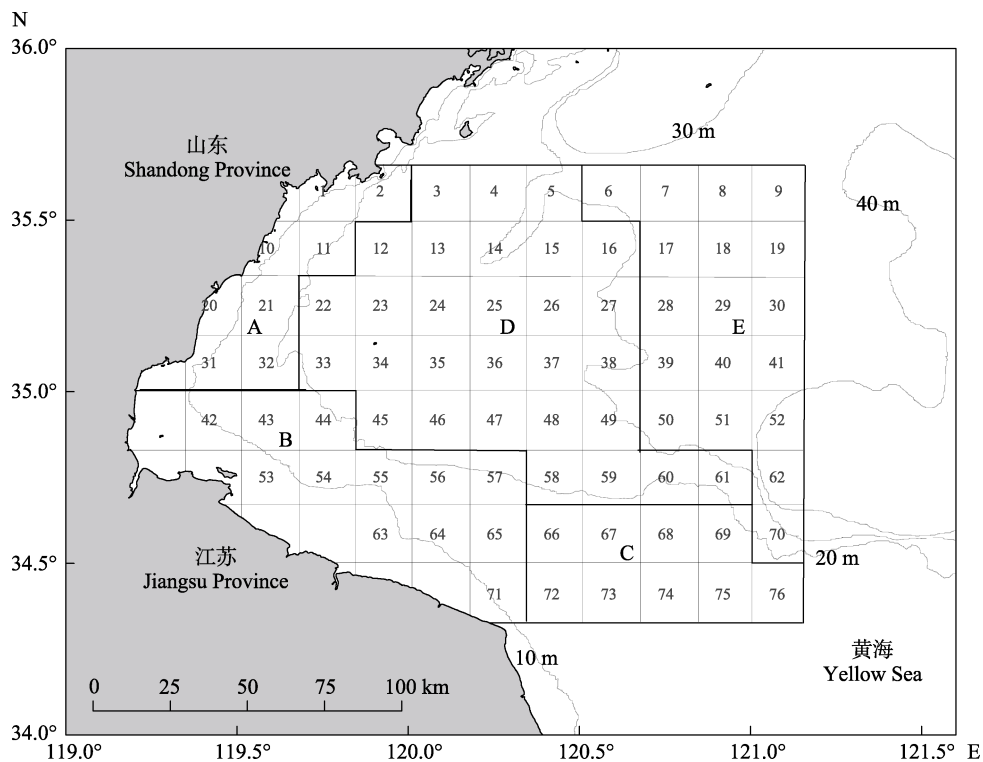 N
36.0°
30 m
山东
Shandong Province
1 2 3 4 5 6 7 8 9
40 m
35.5°
10 11 12 13 14 15 16 17 18 19
20 21 22 23 24 25 26 27 28 29 30
A D E
31 32 33 34 35 36 37 38 39 40 41
35.0°
42 43 44 45 46 47 48 49 50 51 52
B
53 54 55 56 57 58 59 60 61 62
63 64 65 66 67 68 69 70
江苏
C
20 m
34.5°
Jiangsu Province
71 72 73 74 75 76
黄海
10 m
Yellow Sea
0 25 50 75 100 km
34.0°
119.0° 119.5° 120.0° 120.5° 121.0° 121.5° E